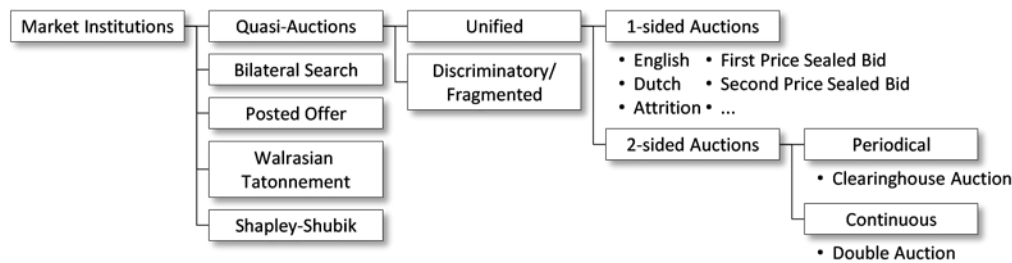 Market Institutions
Quasi-Auctions
Bilateral Search
Posted Offer
Walrasian
Tatonnement
Shapley-Shubik
Unified
Discriminatory/
Fragmented
1-sided Auctions
• English • First Price Sealed Bid
• Dutch • Second Price Sealed Bid
• Attrition • ...
2-sided Auctions
Periodical
• Clearinghouse Auction
Continuous
• Double Auction